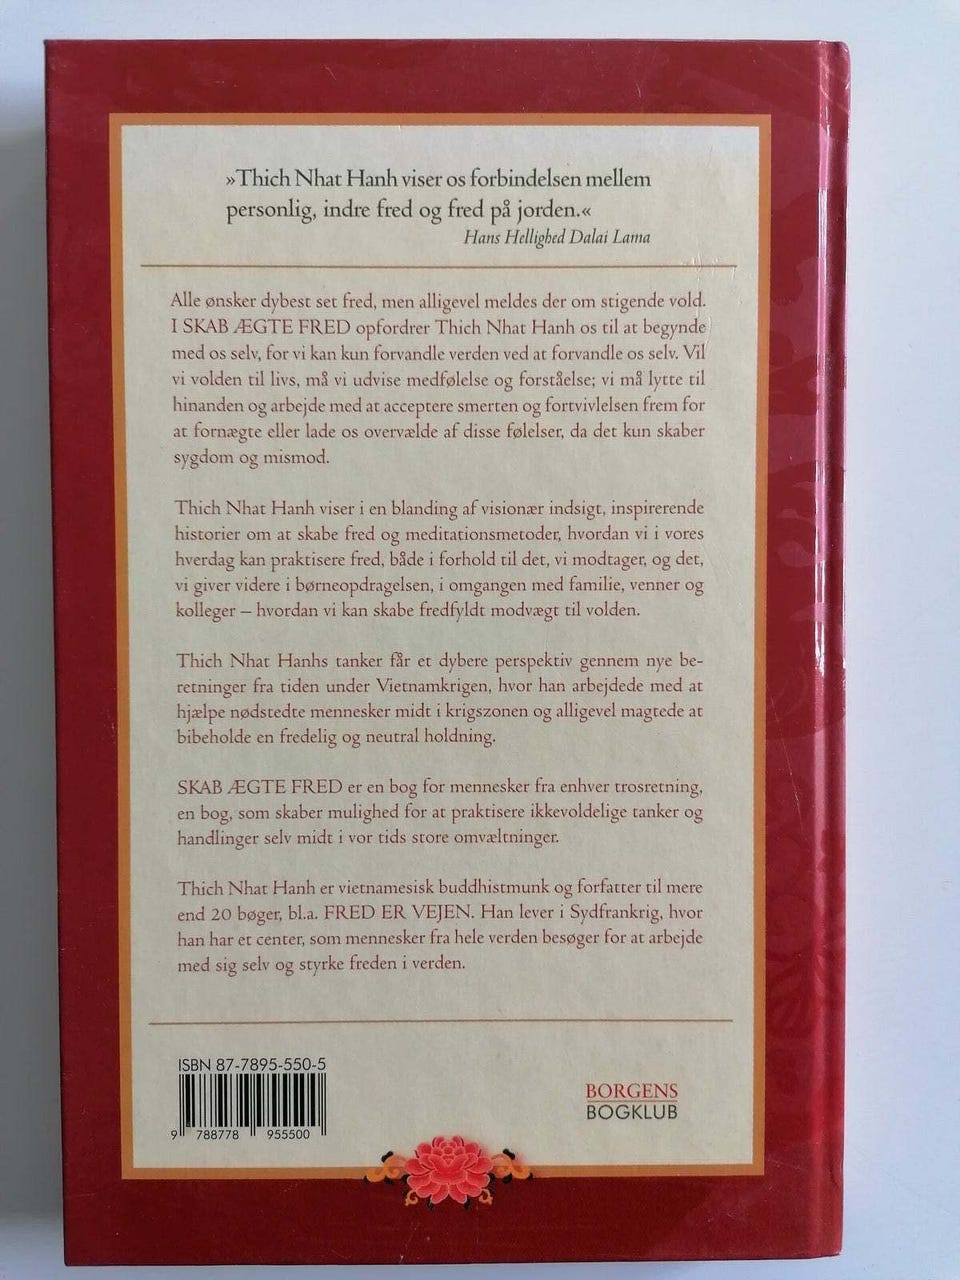 »Thich Nhat Hanh viser os forbindelsen mellem
personlig, indre fred og fred på jorden.«
Hans Hellighed Dalai Lama
Alle ønsker dybest set fred, men alligevel meldes der om stigende vold.
I SKAB ÆGTE FRED opfordrer Thich Nhat Hanh os til at begynde
med os selv, for vi kan kun forvandle verden ved at forvandle os selv. Vil
vi volden til livs, må vi udvise medfølelse og forståelse; vi må lytte til
hinanden og arbejde med at acceptere smerten og fortvivlelsen frem for
at fornægte eller lade os overvælde af disse følelser, da det kun skaber
sygdom og mismod.
Thich Nhat Hanh viser i en blanding af visionær indsigt, inspirerende
historier om at skabe fred og meditationsmetoder, hvordan vi i vores
hverdag kan praktisere fred, både i forhold til det, vi modtager, og det,
vi giver videre i børneopdragelsen, i omgangen med familie, venner og
kolleger – hvordan vi kan skabe fredfyldt modvægt til volden.
Thich Nhat Hanhs tanker får et dybere perspektiv gennem nye be-
retninger fra tiden under Vietnamkrigen, hvor han arbejdede med at
hjælpe nødstedte mennesker midt i krigszonen og alligevel magtede at
bibeholde en fredelig og neutral holdning.
SKAB ÆGTE FRED er en bog for mennesker fra enhver trosretning,
en bog, som skaber mulighed for at praktisere ikkevoldelige tanker og
handlinger selv midt i vor tids store omvæltninger.
Thich Nhat Hanh er vietnamesisk buddhistmunk og forfatter til mere
end 20 bøger, bl.a. FRED ER VEJEN. Han lever i Sydfrankrig, hvor
han har et center, som mennesker fra hele verden besøger for at arbejde
med sig selv og styrke freden i verden.
ISBN 87-7895-550-5
9 788778 955500
BORGENS
BOGKLUB